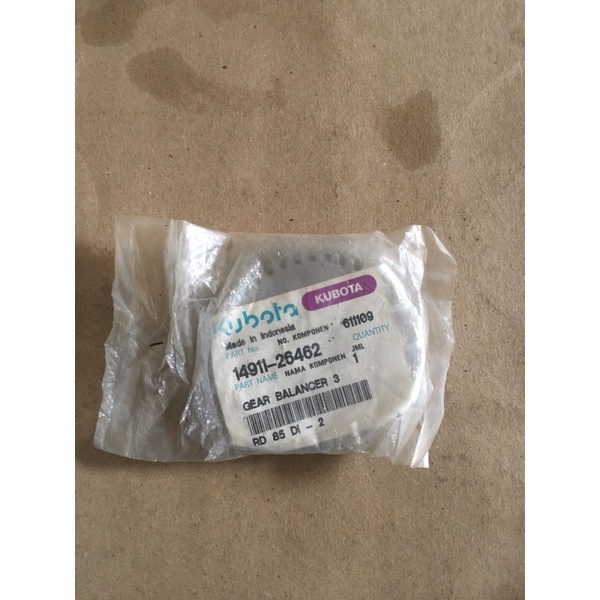 Kubota KUBOTA
Made in Indonesia
PART NO. NO. KOMPONEN 611109
14911-26462 QUANTITY
PART NAME NAMA KOMPONEN JML
GEAR BALANCER 3 1
RD 85 DI - 2